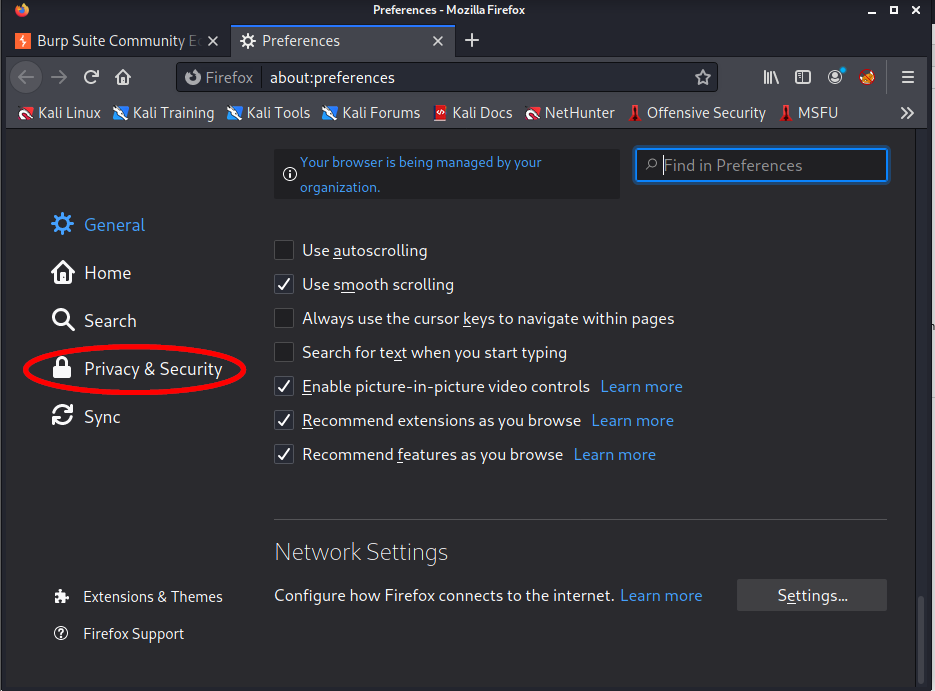 Preferences - Mozilla Firefox
Burp Suite Community E
Preferences
Firefox about:preferences
Kali Linux Kali Training Kali Tools Kali Forums Kali Docs NetHunter Offensive Security MSFU
Your browser is being managed by your
organization.
Find in Preferences
General
Home
Search
Privacy & Security
Sync
Extensions & Themes
Firefox Support
Use autoscrolling
Use smooth scrolling
Always use the cursor keys to navigate within pages
Search for text when you start typing
Enable picture-in-picture video controls Learn more
Recommend extensions as you browse Learn more
Recommend features as you browse Learn more
Network Settings
Configure how Firefox connects to the internet. Learn more Settings...